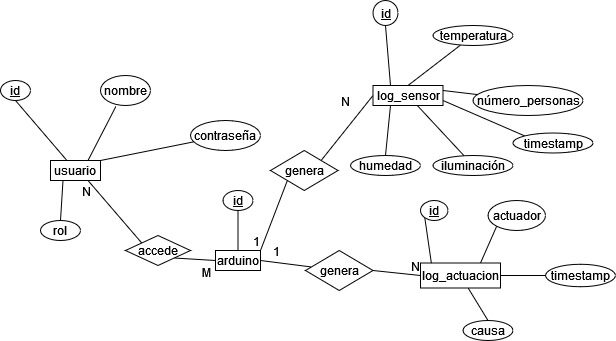 id
temperatura
log_sensor
número_personas
timestamp
humedad
iluminación
N
genera
id
nombre
contraseña
usuario
N
rol
accede
id
arduino
M
1
1
genera
N
id
actuador
log_actuacion
timestamp
causa